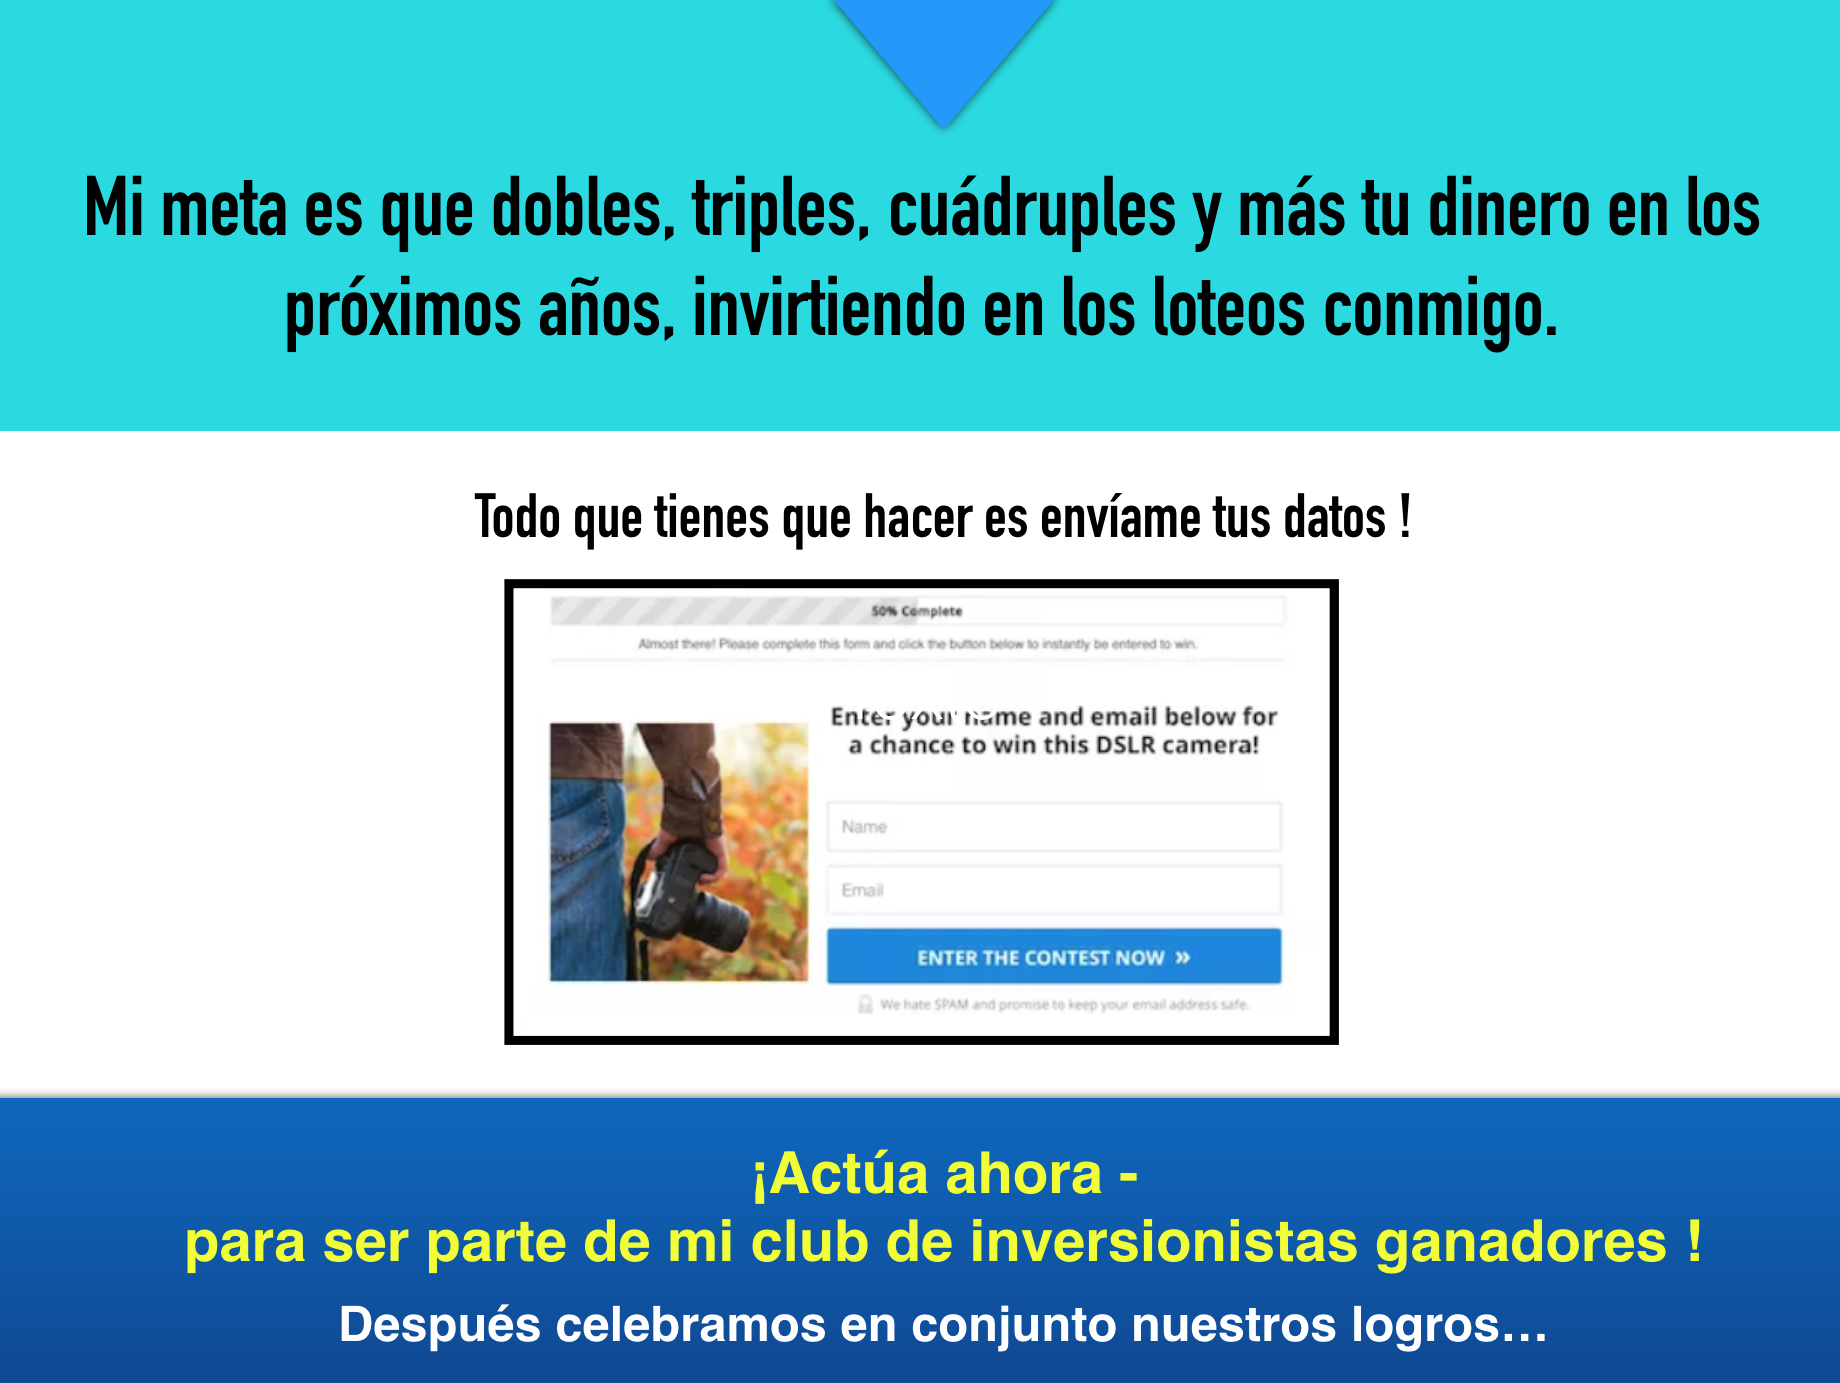 Mi meta es que dobles, triples, cuádruples y más tu dinero en los
próximos años, invirtiendo en los loteos conmigo.
Todo que tienes que hacer es envíame tus datos !
50% Complete
Almost there! Please complete this form and click the button below to instantly be entered to win.
Enter your name and email below for
a chance to win this DSLR camera!
Name
Email
ENTER THE CONTEST NOW »
We hate SPAM and promise to keep your email address safe.
¡Actúa ahora -
para ser parte de mi club de inversionistas ganadores !
Después celebramos en conjunto nuestros logros…